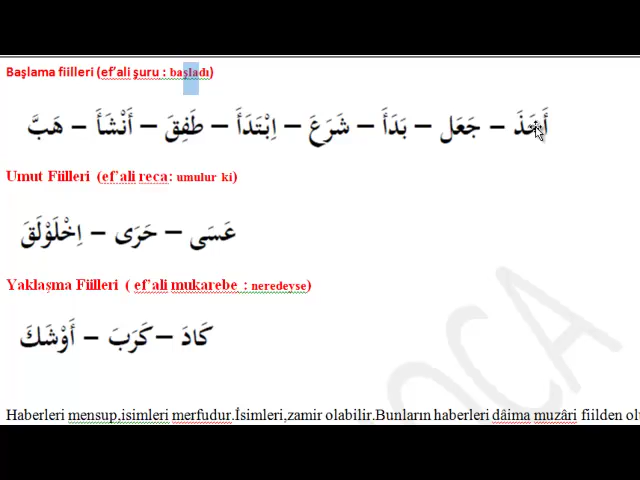 Başlama fiilleri (ef'ali şuru : başladı)
أَخَذَ – جَعَل – بَدَأَ – شَرَعَ – اِبْتَدَأَ – طَفِقَ – أَنْشَأَ – هَبَّ
Umut Fiilleri (ef'ali reca: umulur ki)
عَسَى – حَرَى – اِخْلَوْلَقَ
Yaklaşma Fiilleri ( ef'ali mukarebe : neredeyse)
كَادَ – كَرَبَ – أَوْشَكَ
Haberleri mensup,isimleri merfudur.İsimleri,zamir olabilir.Bunların haberleri dâima muzâri fiilden